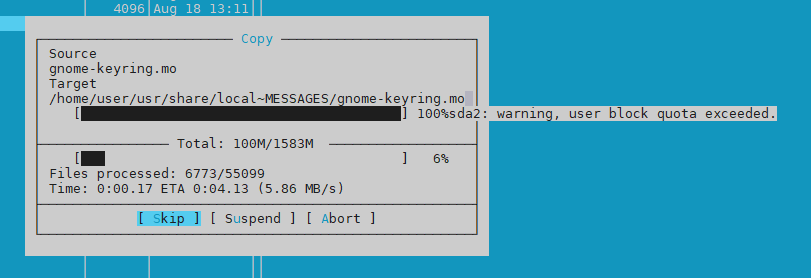 4096 Aug 18 13:11
Copy
Source
gnome-keyring.mo
Target
/home/user/usr/share/local~MESSAGES/gnome-keyring.mo
[ ] 100%sda2: warning, user block quota exceeded.
Total: 100M/1583M
[ ] 6%
Files processed: 6773/55099
Time: 0:00.17 ETA 0:04.13 (5.86 MB/s)
[ Skip ] [ Suspend ] [ Abort ]